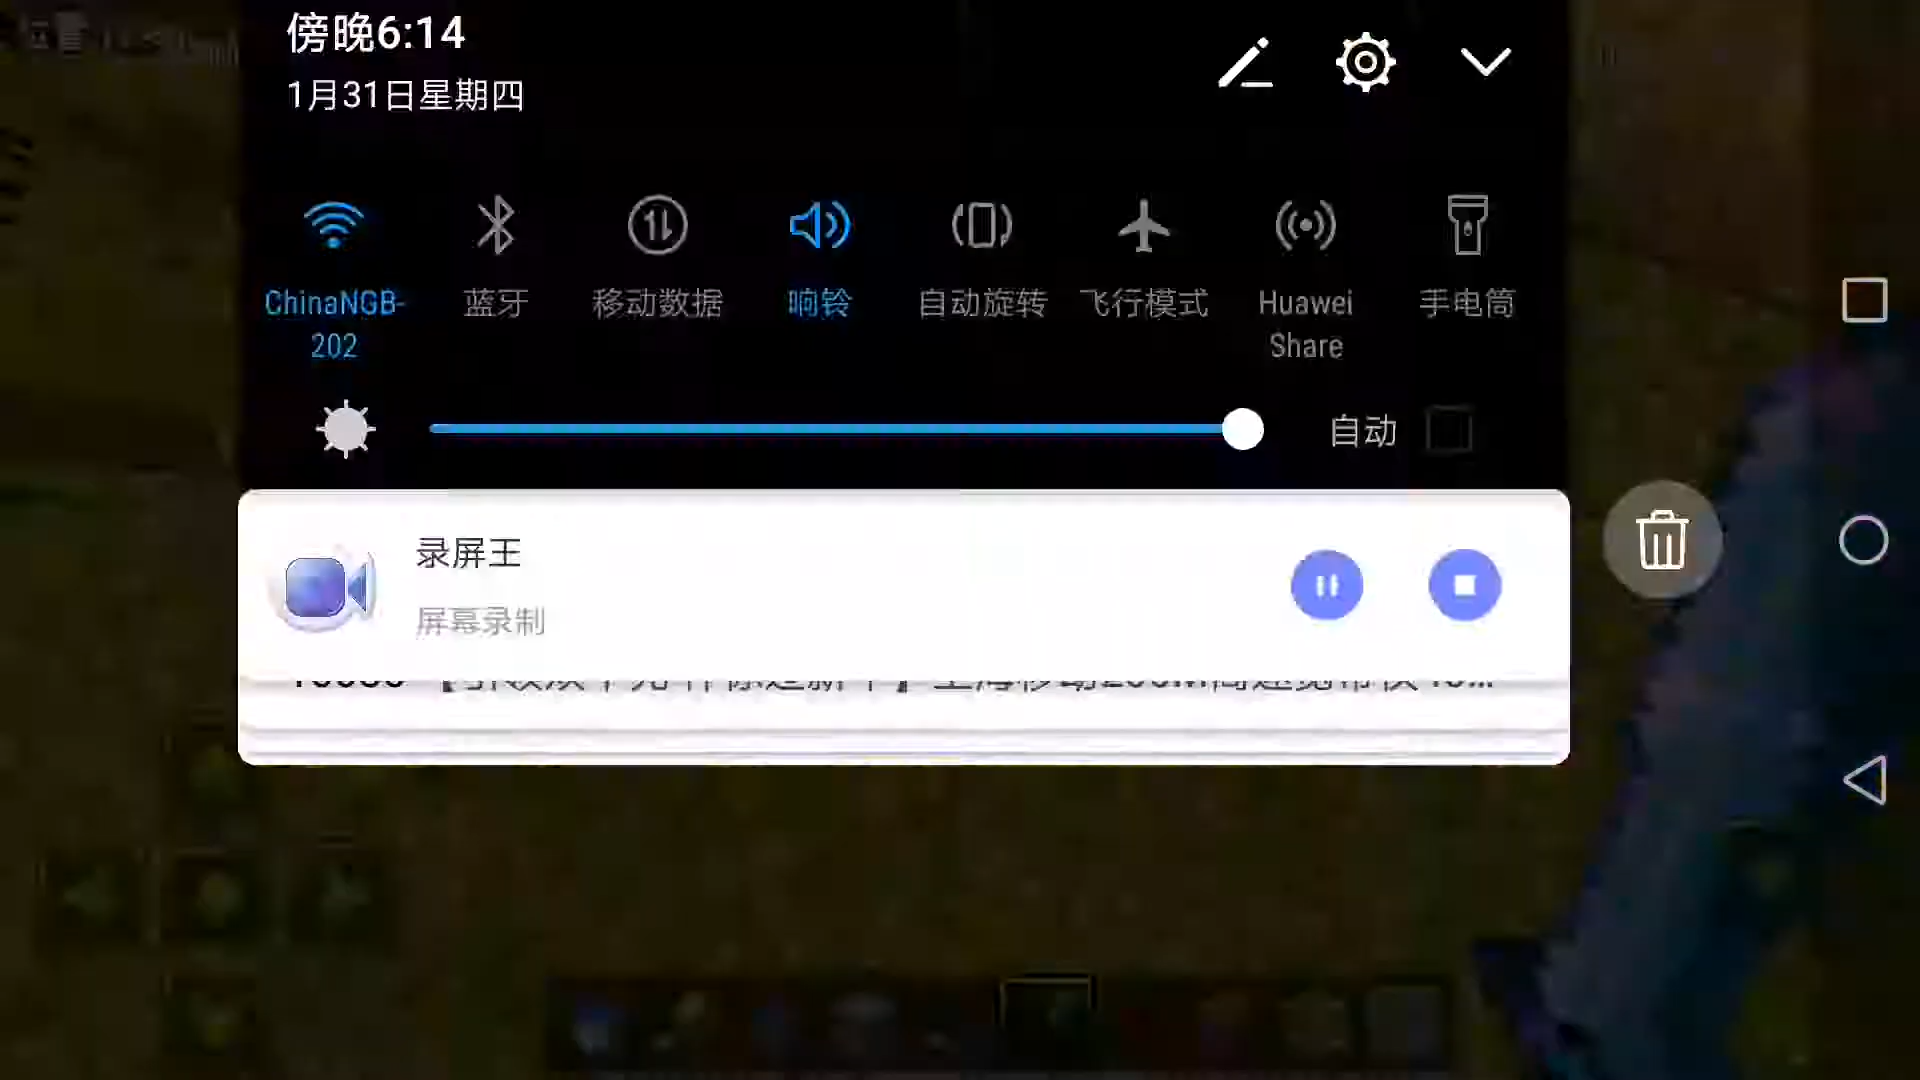 傍晚6:14
1月31日星期四
ChinaNGB-
202
蓝牙
移动数据
响铃
自动旋转
飞行模式
Huawei
Share
手电筒
自动
录屏王
屏幕录制